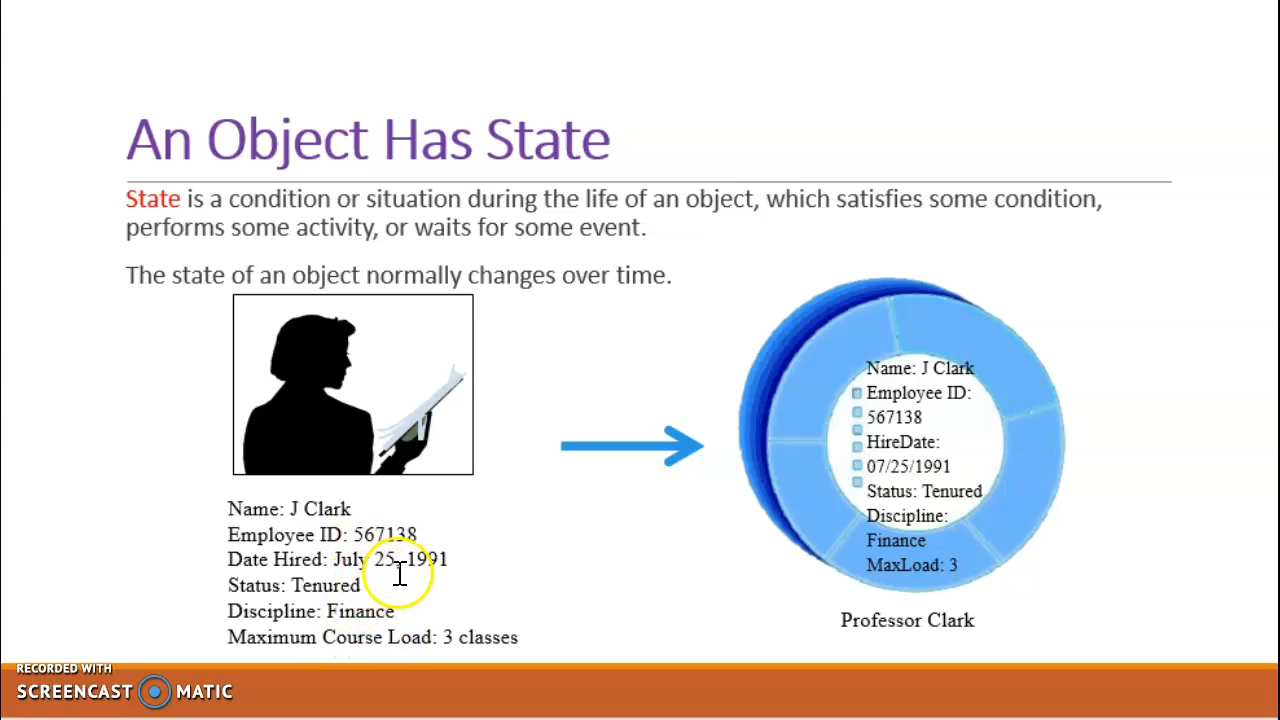 An Object Has State
State is a condition or situation during the life of an object, which satisfies some condition,
performs some activity, or waits for some event.
The state of an object normally changes over time.
Name: J Clark
Employee ID: 567138
Date Hired: July 25, 1991
Status: Tenured
Discipline: Finance
Maximum Course Load: 3 classes
Name: J Clark
Employee ID:
567138
HireDate:
07/25/1991
Status: Tenured
Discipline:
Finance
MaxLoad: 3
Professor Clark
RECORDED WITH
SCREENCAST MATIC